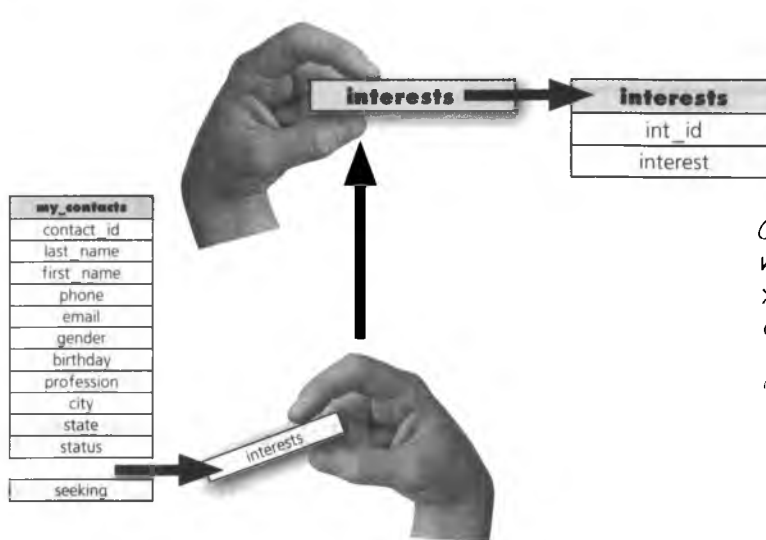 interests
interests
int_id
interest
my_contacts
contact_id
last_name
first_name
phone
email
gender
birthday
profession
city
state
status
interests
seeking